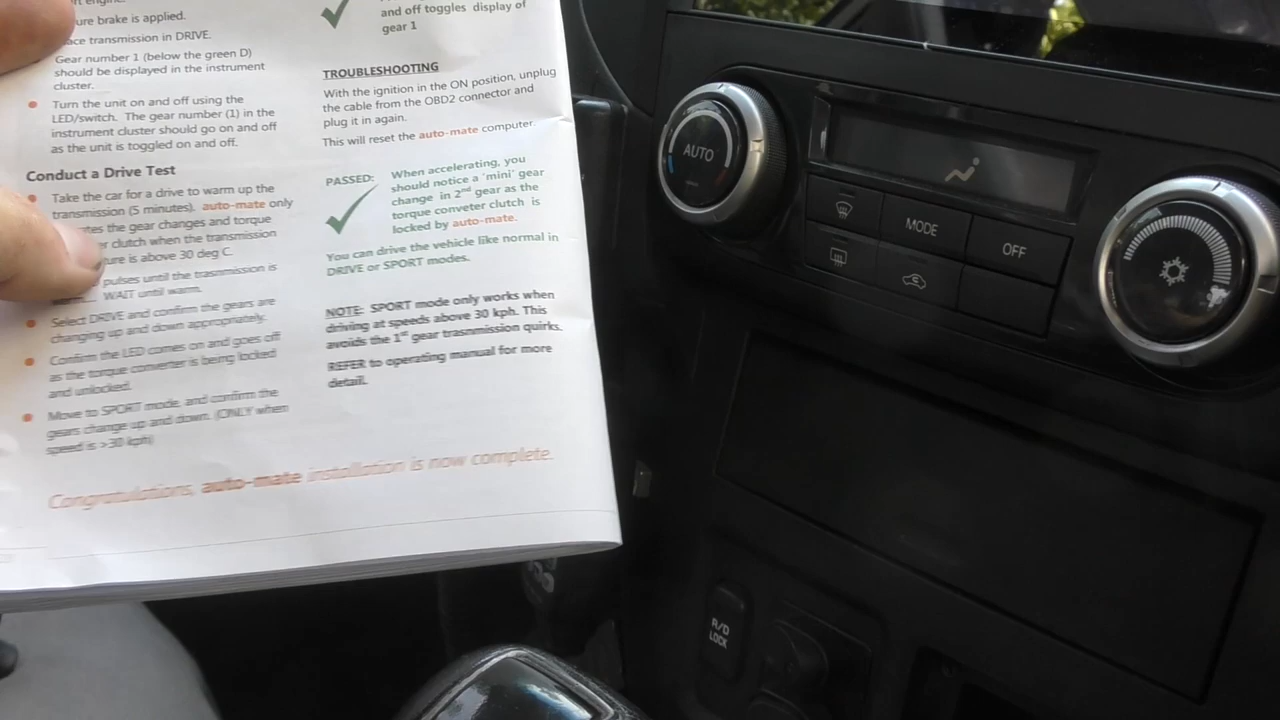 ure brake is applied.
ace transmission in DRIVE.
Gear number 1 (below the green D)
should be displayed in the instrument
cluster.
Turn the unit on and off using the
LED/switch. The gear number (1) in the
instrument cluster should go on and off
as the unit is toggled on and off.
Conduct a Drive Test
Take the car for a drive to warm up the
transmission (5 minutes). auto-mate only
tes the gear changes and torque
er clutch when the transmission
ure is above 30 deg C.
pulses until the trasnmission is
WAIT until warm.
Select DRIVE and confirm the gears are
changing up and down appropriately.
Confirm the LED comes on and goes off
as the torque converter is being locked
and unlocked.
Move to SPORT mode, and confirm the
gears change up and down. (ONLY when
speed is >30 kph)
and off toggles display of
gear 1
TROUBLESHOOTING
With the ignition in the ON position, unplug
the cable from the OBD2 connector and
plug it in again.
This will reset the auto-mate computer.
PASSED:
When accelerating, you
should notice a 'mini' gear
change in 2nd gear as the
torque conveter clutch is
locked by auto-mate.
You can drive the vehicle like normal in
DRIVE or SPORT modes.
NOTE: SPORT mode only works when
driving at speeds above 30 kph. This
avoids the 1st gear trasnmission quirks.
REFER to operating manual for more
detail.
Congratulations, auto-mate installation is now complete.
AUTO
MODE
OFF
R/D
LOCK